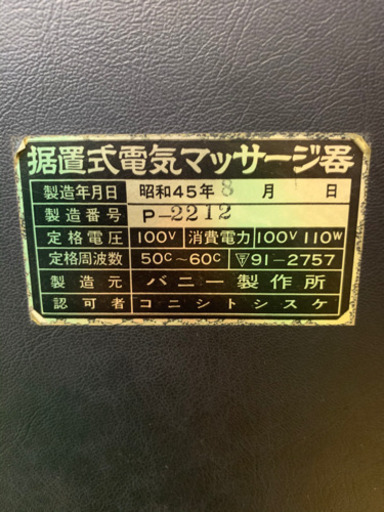 据置式電気マッサージ器
製造年月日 昭和45年 8 月 日
製造番号 P-2212
定格電圧 100V 消費電力 100V 110W
定格周波数 50C～60C 〒91-2757
製造元 バニー製作所
認可者 コニシトシスケ